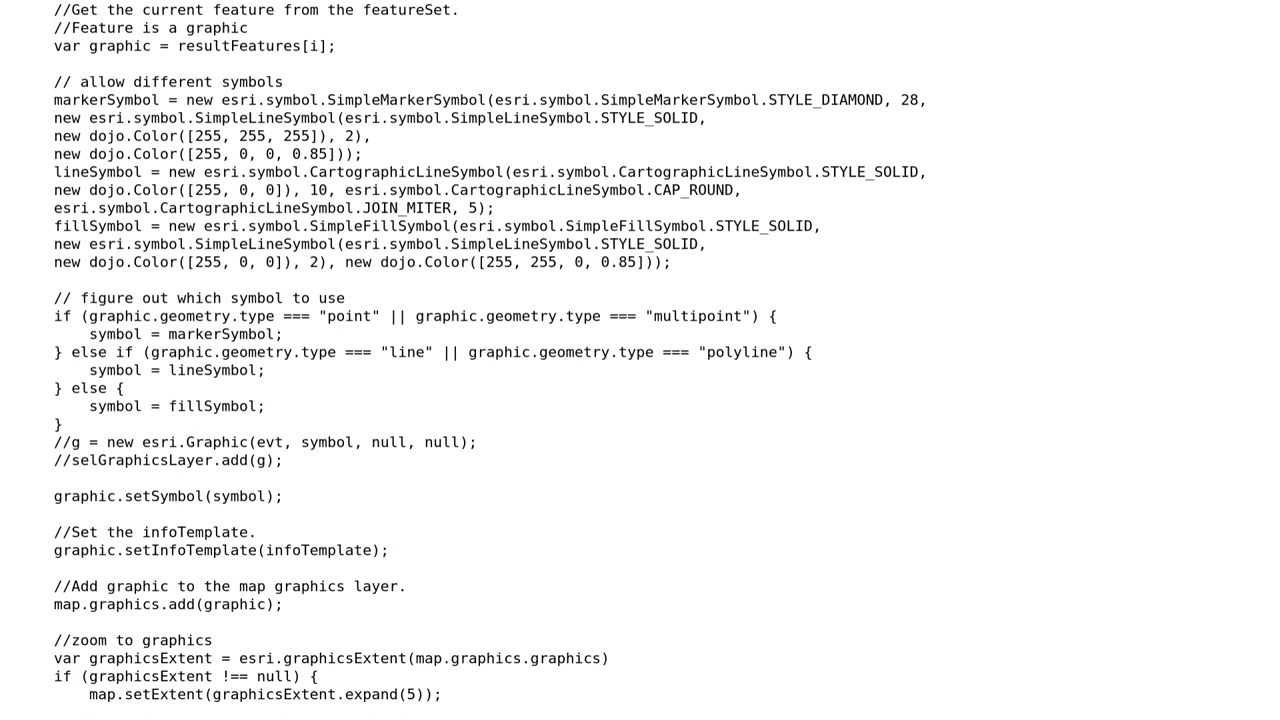 //Get the current feature from the featureSet.
//Feature is a graphic
var graphic = resultFeatures[i];

// allow different symbols
markerSymbol = new esri.symbol.SimpleMarkerSymbol(esri.symbol.SimpleMarkerSymbol.STYLE_DIAMOND, 28,
new esri.symbol.SimpleLineSymbol(esri.symbol.SimpleLineSymbol.STYLE_SOLID,
new dojo.Color([255, 255, 255]), 2),
new dojo.Color([255, 0, 0, 0.85]));
lineSymbol = new esri.symbol.CartographicLineSymbol(esri.symbol.CartographicLineSymbol.STYLE_SOLID,
new dojo.Color([255, 0, 0]), 10, esri.symbol.CartographicLineSymbol.CAP_ROUND,
esri.symbol.CartographicLineSymbol.JOIN_MITER, 5);
fillSymbol = new esri.symbol.SimpleFillSymbol(esri.symbol.SimpleFillSymbol.STYLE_SOLID,
new esri.symbol.SimpleLineSymbol(esri.symbol.SimpleLineSymbol.STYLE_SOLID,
new dojo.Color([255, 0, 0]), 2), new dojo.Color([255, 255, 0, 0.85]));

// figure out which symbol to use
if (graphic.geometry.type === "point" || graphic.geometry.type === "multipoint") {
    symbol = markerSymbol;
} else if (graphic.geometry.type === "line" || graphic.geometry.type === "polyline") {
    symbol = lineSymbol;
} else {
    symbol = fillSymbol;
}
//g = new esri.Graphic(evt, symbol, null, null);
//selGraphicsLayer.add(g);

graphic.setSymbol(symbol);

//Set the infoTemplate.
graphic.setInfoTemplate(infoTemplate);

//Add graphic to the map graphics layer.
map.graphics.add(graphic);

//zoom to graphics
var graphicsExtent = esri.graphicsExtent(map.graphics.graphics)
if (graphicsExtent !== null) {
    map.setExtent(graphicsExtent.expand(5));